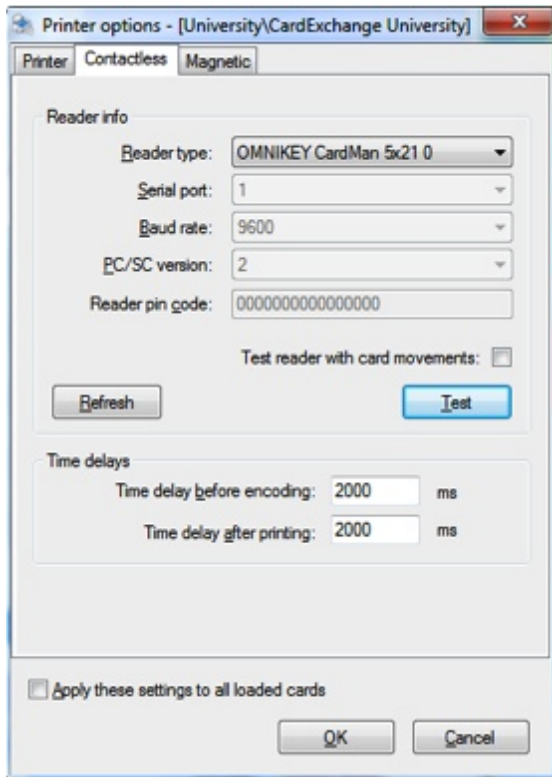 Printer options - [University\CardExchange University]
Printer Contactless Magnetic
Reader info
Reader type: OMNIKEY CardMan 5x21 0
Serial port: 1
Baud rate: 9600
PC/SC version: 2
Reader pin code: 0000000000000000
Test reader with card movements:
Refresh Test
Time delays
Time delay before encoding: 2000 ms
Time delay after printing: 2000 ms
Apply these settings to all loaded cards
OK Cancel